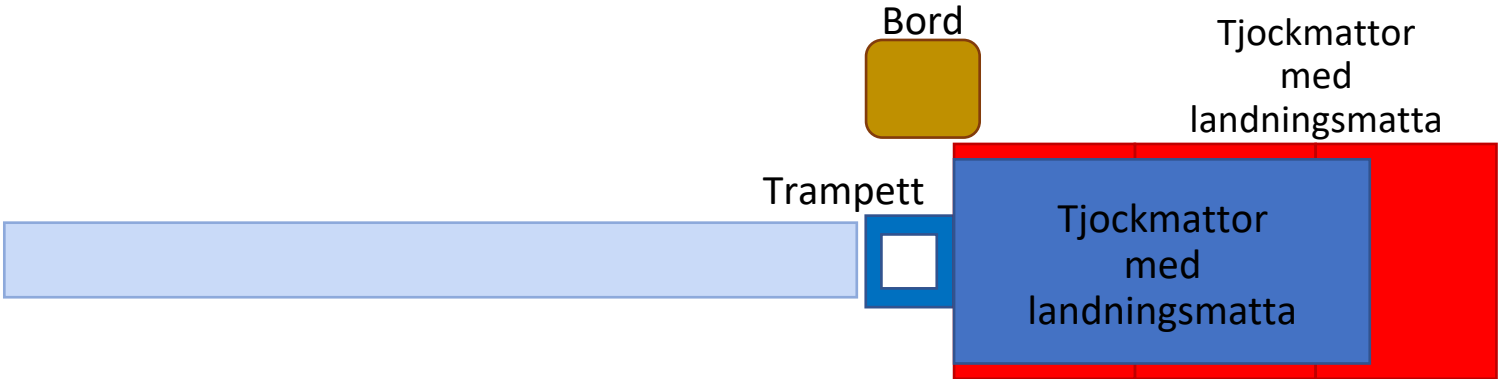 Bord
Tjockmattor
med
landningsmatta
Trampett
Tjockmattor
med
landningsmatta